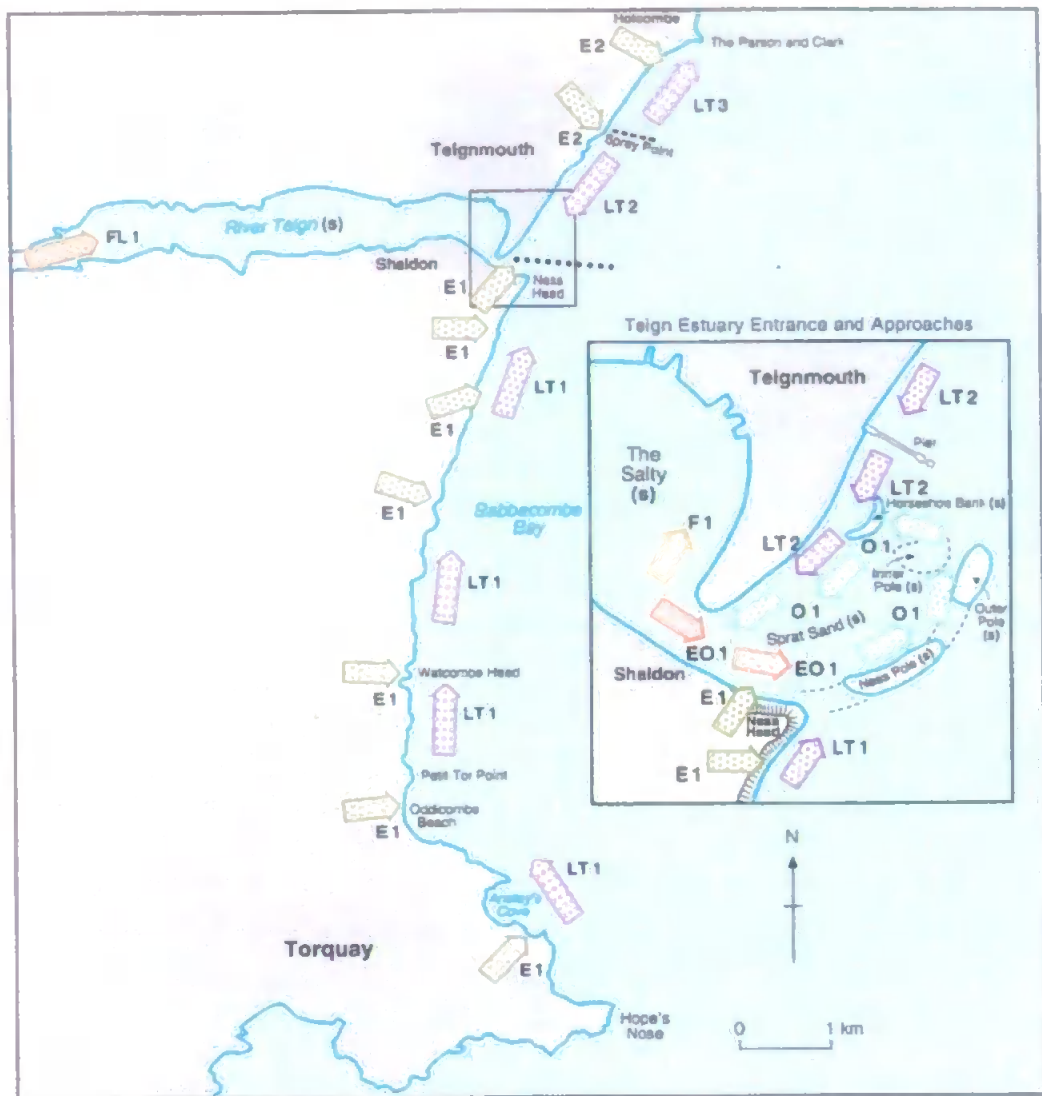 Holcombe
E2
The Parson and Clark
LT3
E2
Sprey Point
Teignmouth
LT2
River Teign (s)
FL1
Shaldon
E1
Ness
Head
E1
Teign Estuary Entrance and Approaches
LT1
E1
Teignmouth
LT2
Pier
The
Salty
(s)
LT2
E1
Babbacombe
Bay
Horseshoe Bank (s)
F1
LT2
O1
Inner
Pole (s)
LT1
O1
O1
Outer
Pole
(s)
Sprat Sand (s)
EO1
EO1
Ness Pole (s)
Shaldon
E1
Ness
Head
Watcombe Head
E1
LT1
LT1
E1
Petit Tor Point
Oddicombe
Beach
E1
N
LT1
Anstey's
Cove
Torquay
E1
Hope's
Nose
0 1 km